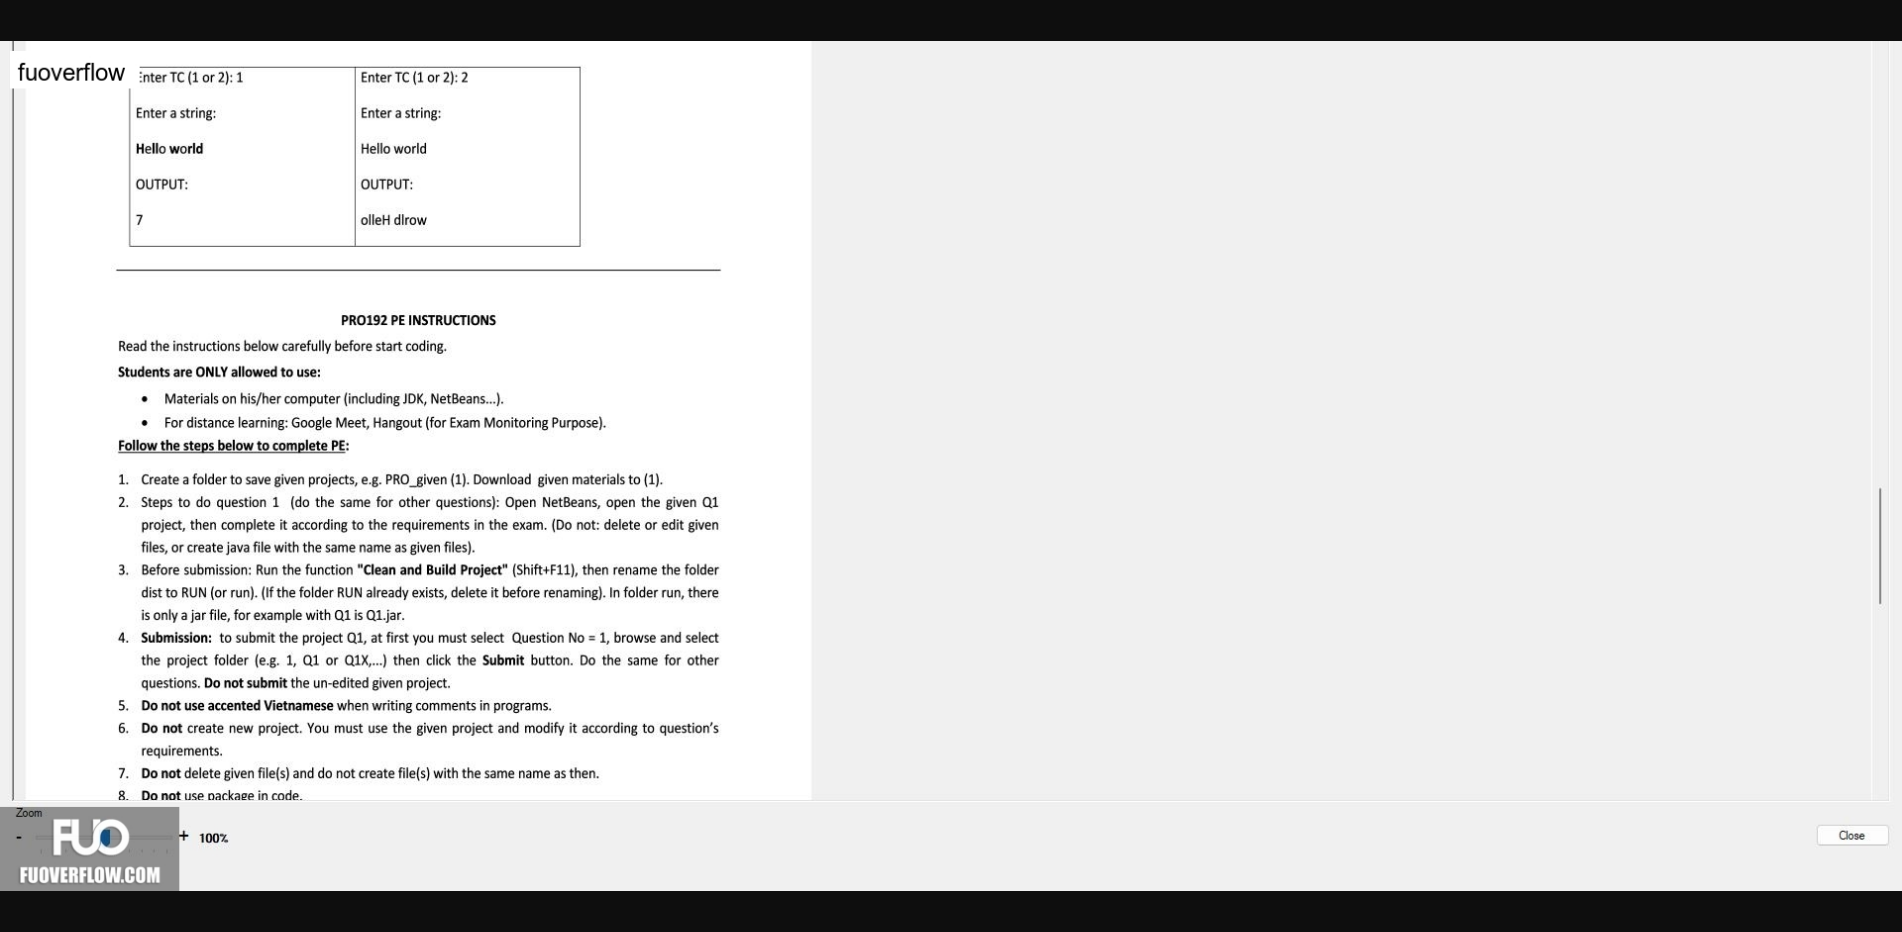 fuoverflow
Enter TC (1 or 2): 1
Enter a string:
Hello world
OUTPUT:
7
Enter TC (1 or 2): 2
Enter a string:
Hello world
OUTPUT:
olleH dlrow
PRO192 PE INSTRUCTIONS
Read the instructions below carefully before start coding.
Students are ONLY allowed to use:
• Materials on his/her computer (including JDK, NetBeans...).
• For distance learning: Google Meet, Hangout (for Exam Monitoring Purpose).
Follow the steps below to complete PE:
1. Create a folder to save given projects, e.g. PRO_given (1). Download given materials to (1).
2. Steps to do question 1 (do the same for other questions): Open NetBeans, open the given Q1
project, then complete it according to the requirements in the exam. (Do not: delete or edit given
files, or create java file with the same name as given files).
3. Before submission: Run the function "Clean and Build Project" (Shift+F11), then rename the folder
dist to RUN (or run). (If the folder RUN already exists, delete it before renaming). In folder run, there
is only a jar file, for example with Q1 is Q1.jar.
4. Submission: to submit the project Q1, at first you must select Question No = 1, browse and select
the project folder (e.g. 1, Q1 or Q1X,...) then click the Submit button. Do the same for other
questions. Do not submit the un-edited given project.
5. Do not use accented Vietnamese when writing comments in programs.
6. Do not create new project. You must use the given project and modify it according to question’s
requirements.
7. Do not delete given file(s) and do not create file(s) with the same name as then.
8. Do not use package in code.
Zoom
- + 100%
Close
FUO
FUOVERFLOW.COM